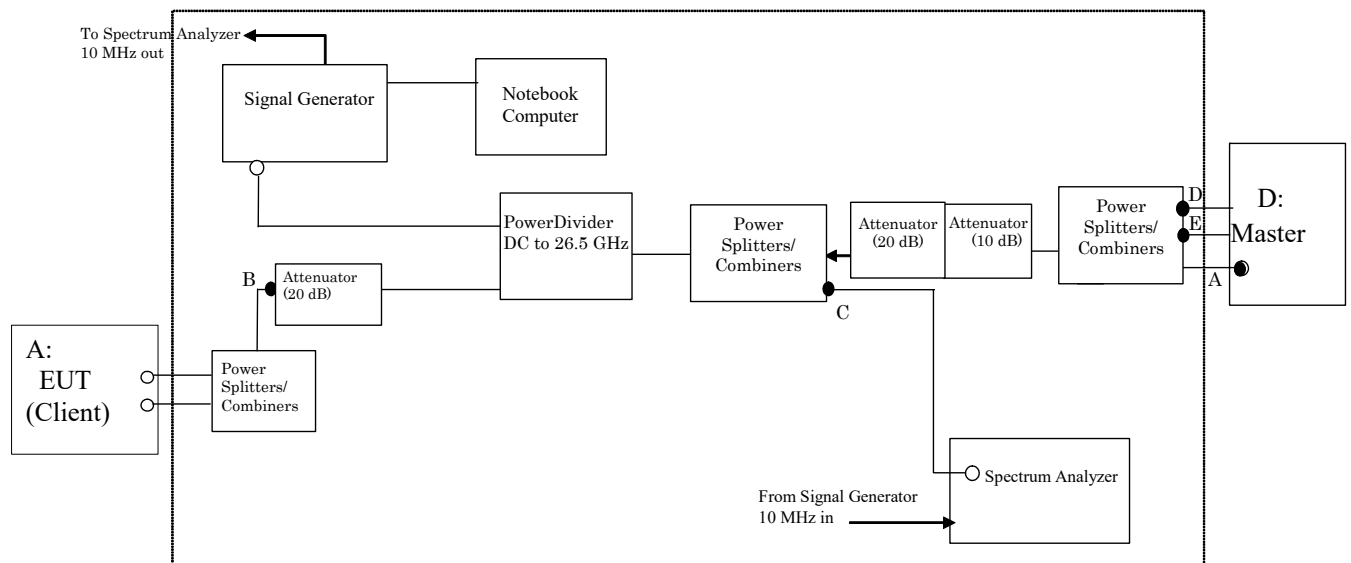 To Spectrum Analyzer
10 MHz out
Signal Generator
Notebook
Computer
PowerDivider
DC to 26.5 GHz
Power
Splitters/
Combiners
Attenuator
(20 dB)
Attenuator
(10 dB)
Power
Splitters/
Combiners
D
E
A
D:
Master
B
Attenuator
(20 dB)
C
A:
EUT
(Client)
Power
Splitters/
Combiners
Spectrum Analyzer
From Signal Generator
10 MHz in